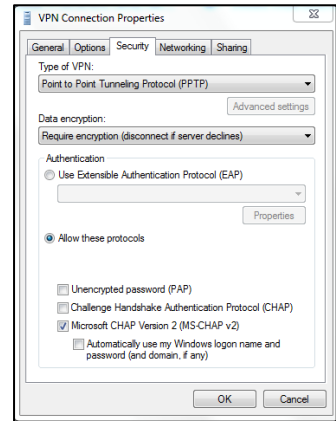 VPN Connection Properties
General Options Security Networking Sharing
Type of VPN:
Point to Point Tunneling Protocol (PPTP)
Advanced settings
Data encryption:
Require encryption (disconnect if server declines)
Authentication
Use Extensible Authentication Protocol (EAP)
Properties
Allow these protocols
Unencrypted password (PAP)
Challenge Handshake Authentication Protocol (CHAP)
Microsoft CHAP Version 2 (MS-CHAP v2)
Automatically use my Windows logon name and
password (and domain, if any)
OK Cancel